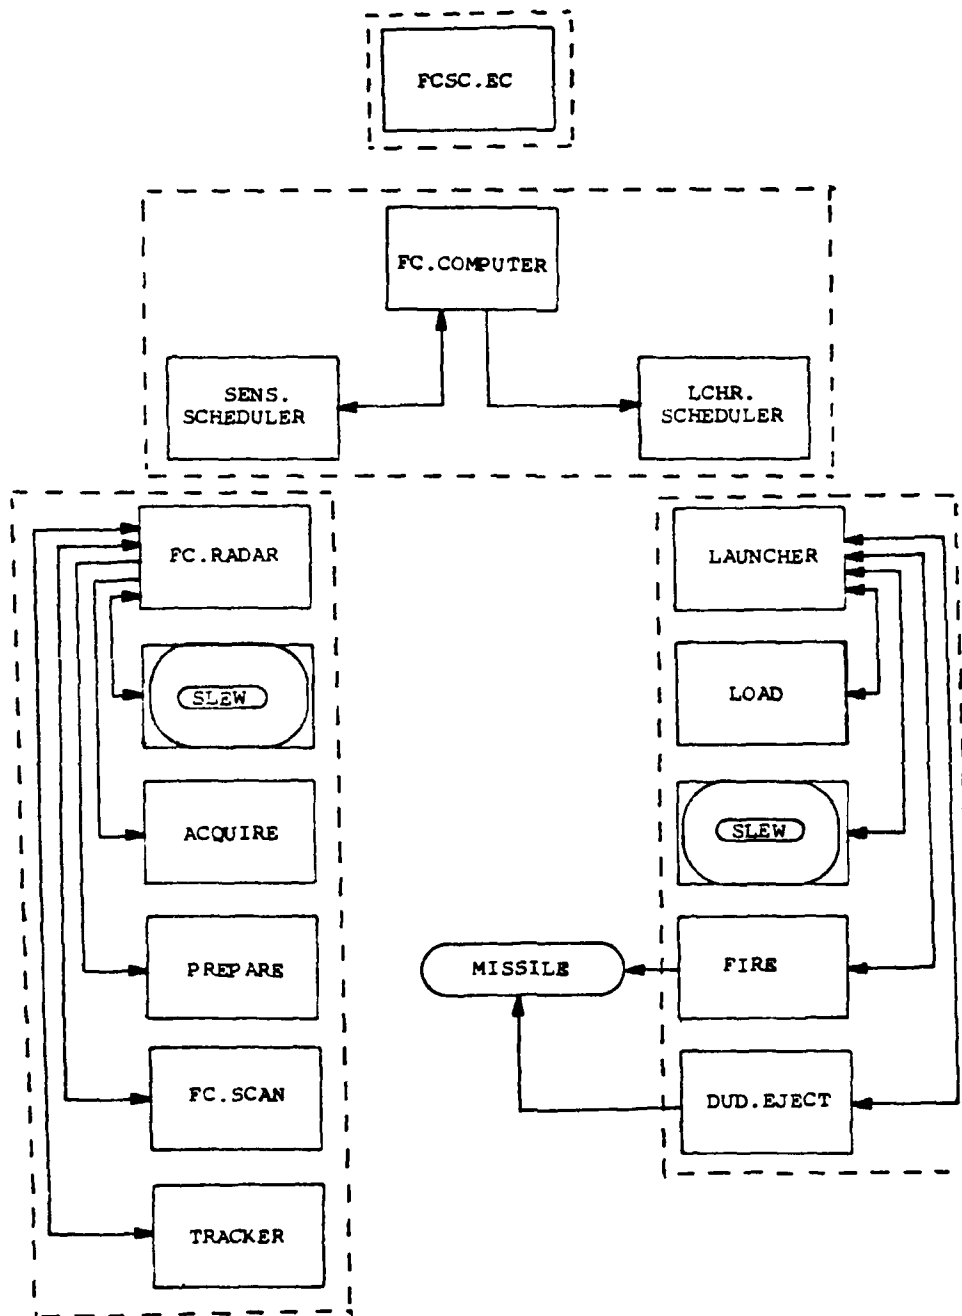 FCSC.EC
FC.COMPUTER
SENS.
SCHEDULER
LCHR.
SCHEDULER
FC.RADAR
SLEW
ACQUIRE
PREPARE
FC.SCAN
TRACKER
LAUNCHER
LOAD
SLEW
FIRE
MISSILE
DUD.EJECT